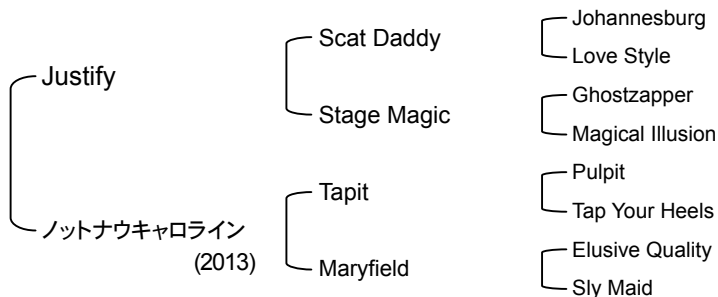 Justify
ノットナウキャロライン
(2013)
Scat Daddy
Stage Magic
Tapit
Maryfield
Johannesburg
Love Style
Ghostzapper
Magical Illusion
Pulpit
Tap Your Heels
Elusive Quality
Sly Maid